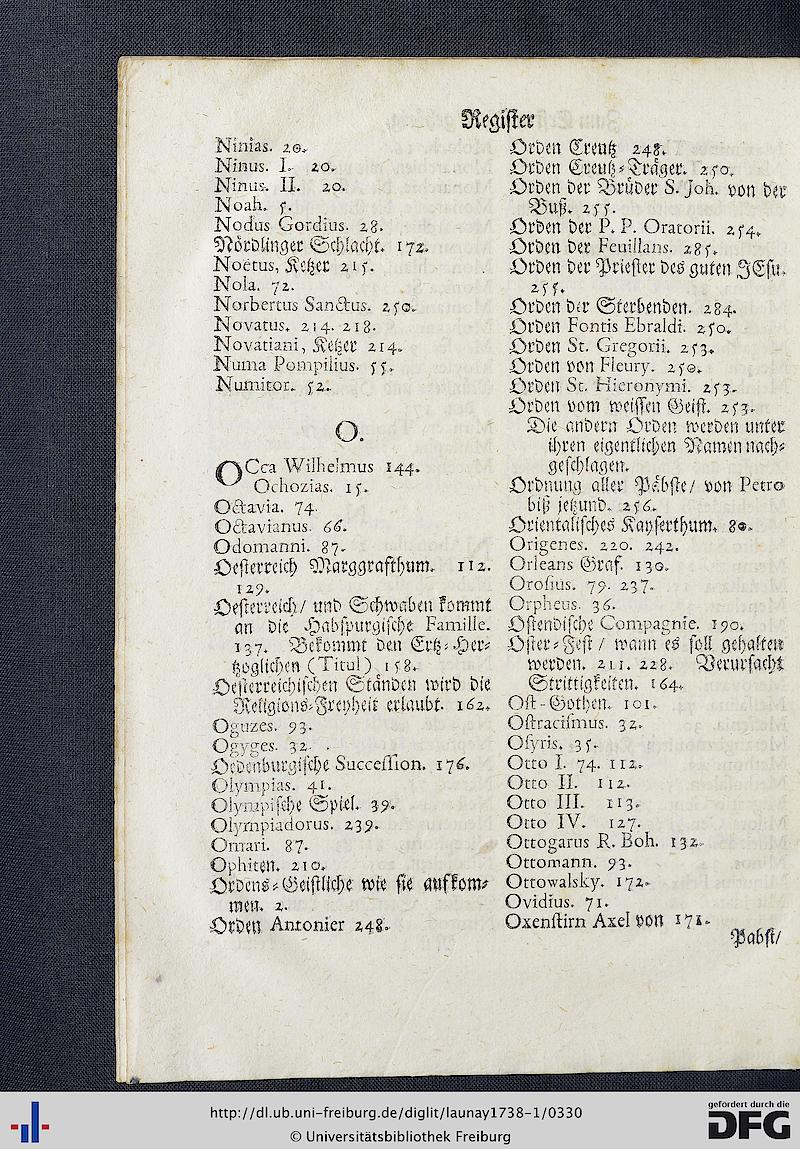 Register
Ninias. 20.
Ninus. I. 20.
Ninus. II. 20.
Noah. 5.
Nodus Gordius. 28.
Nördlinger Schlacht. 172.
Noëtus, Ketzer 215.
Nola. 72.
Norbertus Sanctus. 250.
Novatus. 214. 218.
Novatiani, Ketzer 214.
Numa Pompilius. 55.
Numitor. 52.
O.
OCca Wilhelmus 144.
Ochozias. 15.
Octavia. 74.
Octavianus. 66.
Odomanni. 87.
Oesterreich Marggrafthum. 112.
129.
Oesterreich/ und Schwaben kommt
an die Habspurgische Famille.
137. Bekommt den Ertz-Her-
tzoglichen (Titul) 158.
Oesterreichischen Ständen wird die
Religions-Freyheit erlaubt. 162.
Oguzes. 93.
Ogyges. 32.
Oldenburgische Succession. 176.
Olympias. 41.
Olympische Spiel. 39.
Olympiadorus. 239.
Omari. 87.
Ophiten. 210.
Ordens-Geistliche wie sie aufkom-
men. 2.
Orden Antonier 248.
Orden Creutz 248.
Orden Creutz-Träger. 250.
Orden der Brüder S. Joh. von der
Buß. 255.
Orden der P. P. Oratorii. 254.
Orden der Feuillans. 285.
Orden der Priester des guten JEsu.
255.
Orden der Sterbenden. 284.
Orden Fontis Ebraldi. 250.
Orden St. Gregorii. 253.
Orden von Fleury. 250.
Orden St. Hieronymi. 253.
Orden vom weissen Geist. 253.
Die andern Orden werden unter
ihren eigentlichen Namen nach-
geschlagen.
Ordnung aller Päbste/ von Petro
biß jetzund. 256.
Orientalisches Kayserthum. 80.
Origenes. 220. 242.
Orleans Graf. 130.
Orosius. 79. 237.
Orpheus. 36.
Ostendische Compagnie. 190.
Oster-Fest/ wann es soll gehalten
werden. 211. 228. Verursacht
Strittigkeiten. 164.
Ost-Gothen. 101.
Ostracismus. 32.
Osyris. 35.
Otto I. 74. 112.
Otto II. 112.
Otto III. 113.
Otto IV. 127.
Ottogarus R. Boh. 132.
Ottomann. 93.
Ottowalsky. 172.
Ovidius. 71.
Oxenstirn Axel von 171.
Pabst/
http://dl.ub.uni-freiburg.de/diglit/launay1738-1/0330
© Universitätsbibliothek Freiburg
gefördert durch die
DFG